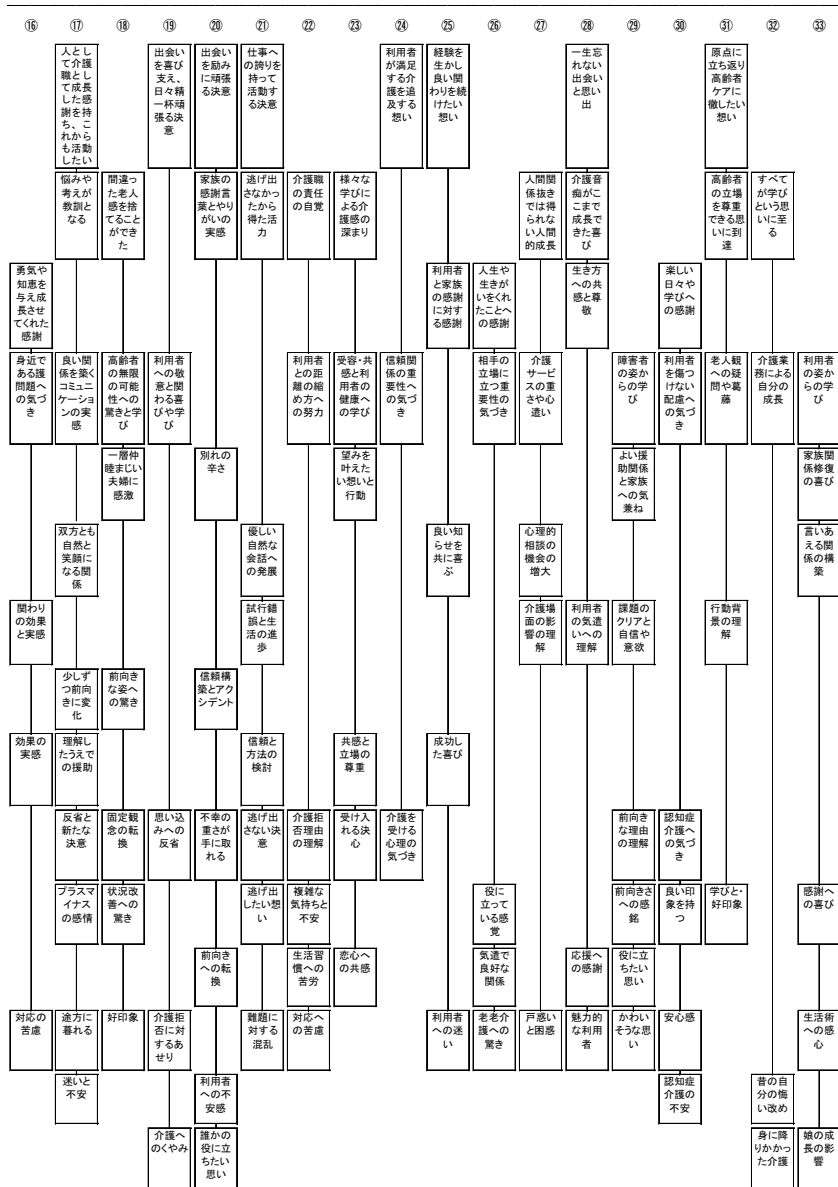 ⑯ ⑰ ⑱ ⑲ ⑳ ㉑ ㉒ ㉓ ㉔ ㉕ ㉖ ㉗ ㉘ ㉙ ㉚ ㉛ ㉜ ㉝
勇気や
知恵を
与え成
長させ
てくれた
感謝
身近で
ある護
問題へ
の気づ
き
関わり
の効果
と実感
効果の
実感
対応の
苦慮
人とし
て介護
職とし
て成長
した感
謝を持
ち、こ
れから
も活動
したい
悩みや
考えが
教訓と
なる
良い関
係を築く
コミュニ
ケーショ
ンの実
感
双方とも
自然と
笑顔に
なる関
係
少しず
つ前向
きに変
化
理解し
たうえで
の援助
反省と
新たな
決意
プラスマ
イナス
の感情
途方に
暮れる
迷いと
不安
間違っ
た老人
感を捨
てること
ができ
た
高齢者
の無限
の可能
性への
驚きと学
び
一層仲
睦まじい
夫婦に
感激
前向き
な姿へ
の驚き
固定観
念の転
換
状況改
善への
驚き
好印象
出会い
を喜び
支え、
日々精
一杯頑
張る決
意
利用者
への敬
意と関
わる喜
びや学
び
思い込
みへの
反省
介護拒
否に対
するあ
せり
介護へ
のくやみ
出会い
を励み
に頑張
る決意
家族の
感謝言
葉とやり
がいの
実感
別れの
辛さ
信頼構
築とアク
シデント
不幸の
重さが
手に取
れる
前向き
への転
換
利用者
への不
安感
誰かの
役に立
ちたい
思い
仕事へ
の誇りを
持って
活動す
る決意
逃げ出
さなかっ
たから
得た活
力
優しい
自然な
会話へ
の発展
試行錯
誤と生
活の進
歩
信頼と
方法の
検討
逃げ出
さない決
意
逃げ出
したい想
い
難題に
対する
混乱
介護職
の責任
の自覚
利用者
との距
離の縮
め方へ
の努力
介護拒
否理由
の理解
複雑な
気持ちと
不安
生活習
慣への
苦労
対応へ
の苦慮
様々な
学びによ
る介
護感の
深まり
受容・共
感と利
用者の
健康へ
の学び
望みを
叶えた
い想いと
行動
共感と
立場の
尊重
受け入
れる決
心
恋心へ
の共感
利用者
が満足
する介
護を追
及する
想い
信頼関
係の重
要性へ
の気づ
き
介護を
受ける
心理の
気づき
経験を
生かし
良い関
わりを続
けたい
想い
利用者
と家族
の感謝
に対す
る感謝
良い知
らせを
共に喜
ぶ
成功し
た喜び
利用者
への迷
い
人生や
生きが
いをくれ
たことへ
の感謝
相手の
立場に
立つ重
要性の
気づき
役に
立って
いる感
覚
気遣で
良好な
関係
老老介
護への
驚き
人間関
係抜き
では得
られな
い人間
的成長
介護
サービ
スの重
さや心
遣い
心理的
相談の
機会の
増大
介護場
面の影
響の理
解
戸惑い
と困惑
一生忘
れない
出会い
と思い
出
介護音
痴がこ
こまで
成長で
きた喜
び
生き方
への共
感と尊
敬
利用者
の気遣
いへの
理解
応援へ
の感謝
魅力的
な利用
者
障害者
の姿か
らの学
び
よい援
助関係
と家族
への気
兼ね
課題の
クリアと
自信や
意欲
前向き
な理由
の理解
前向きさ
への感
銘
役に立
ちたい
思い
かわい
そうな思
い
楽しい
日々や
学びへ
の感謝
利用者
を傷つ
けない
配慮へ
の気づ
き
認知症
介護へ
の気づ
き
良い印
象を持
つ
安心感
認知症
介護の
不安
原点に
立ち返り
高齢者
ケアに
徹した
い想い
高齢者
の立場
を尊重
できる思
いに到
達
老人観
への疑
問や葛
藤
行動背
景の理
解
学びと・
好印象
すべて
が学び
という思
いに至
る
介護業
務による
自分の
成長
昔の自
分の悔
い改め
身に降
りかかっ
た介護
利用者
の姿か
らの学
び
家族関
係修復
の喜び
言いあ
える関
係の構
築
感謝へ
の喜び
生活術
への感
心
娘の成
長の影
響